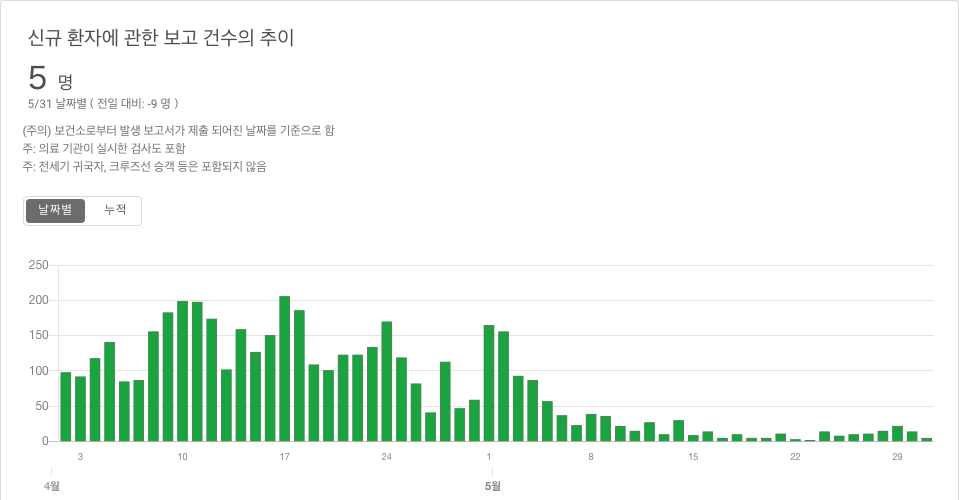 신규 환자에 관한 보고 건수의 추이
5 명
5/31 날짜별 ( 전일 대비: -9 명 )
(주의) 보건소로부터 발생 보고서가 제출 되어진 날짜를 기준으로 함
주: 의료 기관이 실시한 검사도 포함
주: 전세기 귀국자, 크루즈선 승객 등은 포함되지 않음
날짜별 누적
250
200
150
100
50
0
3 10 17 24 1 8 15 22 29
4월 5월